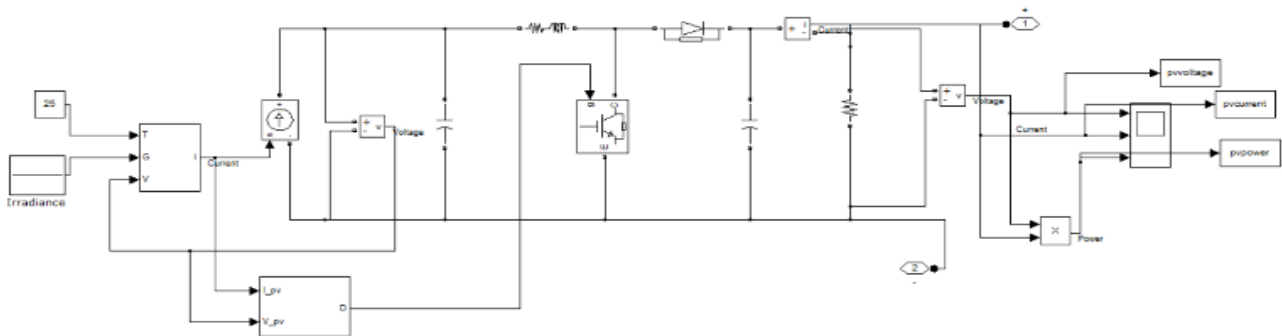 +
1
Current
pvvoltage
Voltage
pvcurrent
25
Voltage
Current
T
G
V
I
Current
pvpower
Irradiance
C
E
Power
2
-
I_pv
V_pv
D